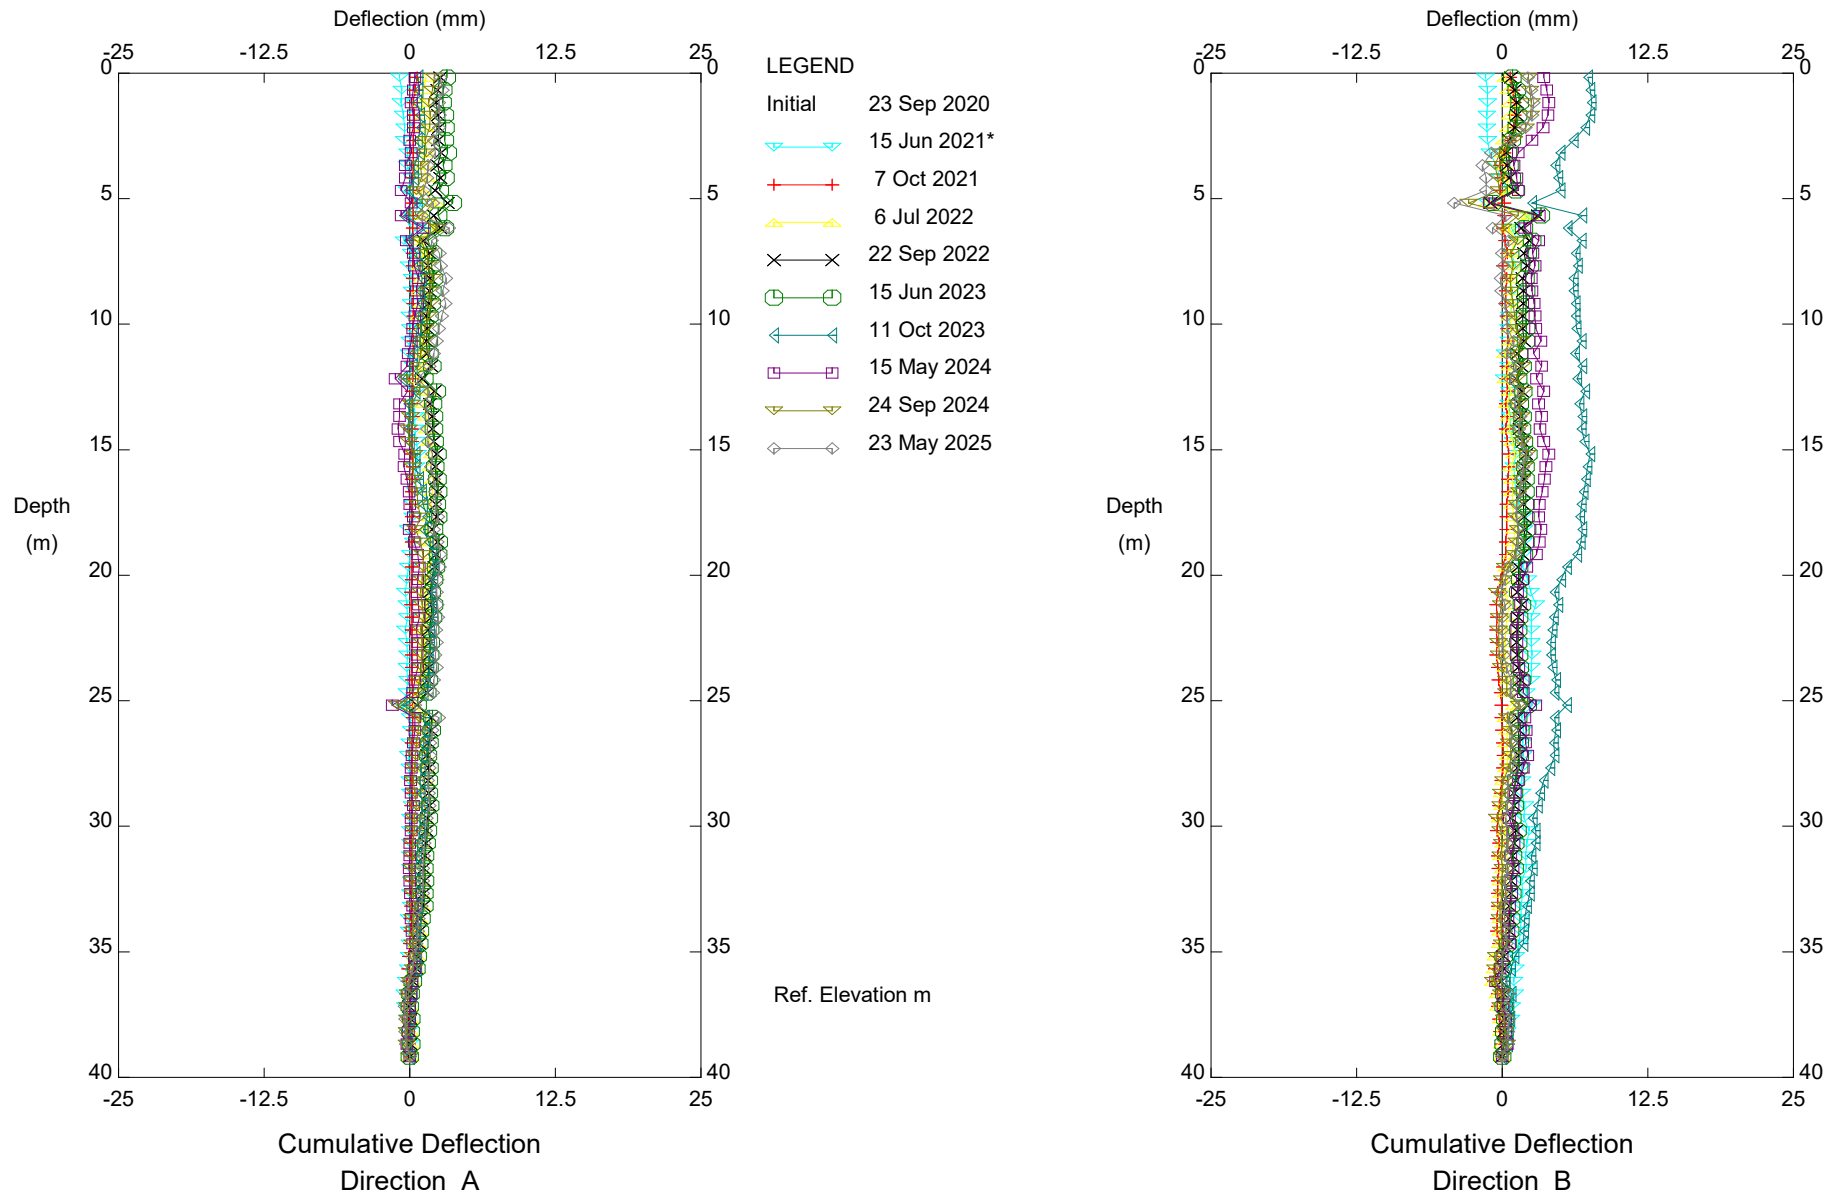 Deflection (mm)
-25 -12.5 0 12.5 25
0 0
5 5
10 10
15 15
20 20
25 25
30 30
35 35
40 40
Depth
(m)
-25 -12.5 0 12.5 25
Cumulative Deflection
Direction A
LEGEND
Initial 23 Sep 2020
15 Jun 2021*
7 Oct 2021
6 Jul 2022
22 Sep 2022
15 Jun 2023
11 Oct 2023
15 May 2024
24 Sep 2024
23 May 2025
Ref. Elevation m
Deflection (mm)
-25 -12.5 0 12.5 25
0 0
5 5
10 10
15 15
20 20
25 25
30 30
35 35
40 40
Depth
(m)
-25 -12.5 0 12.5 25
Cumulative Deflection
Direction B